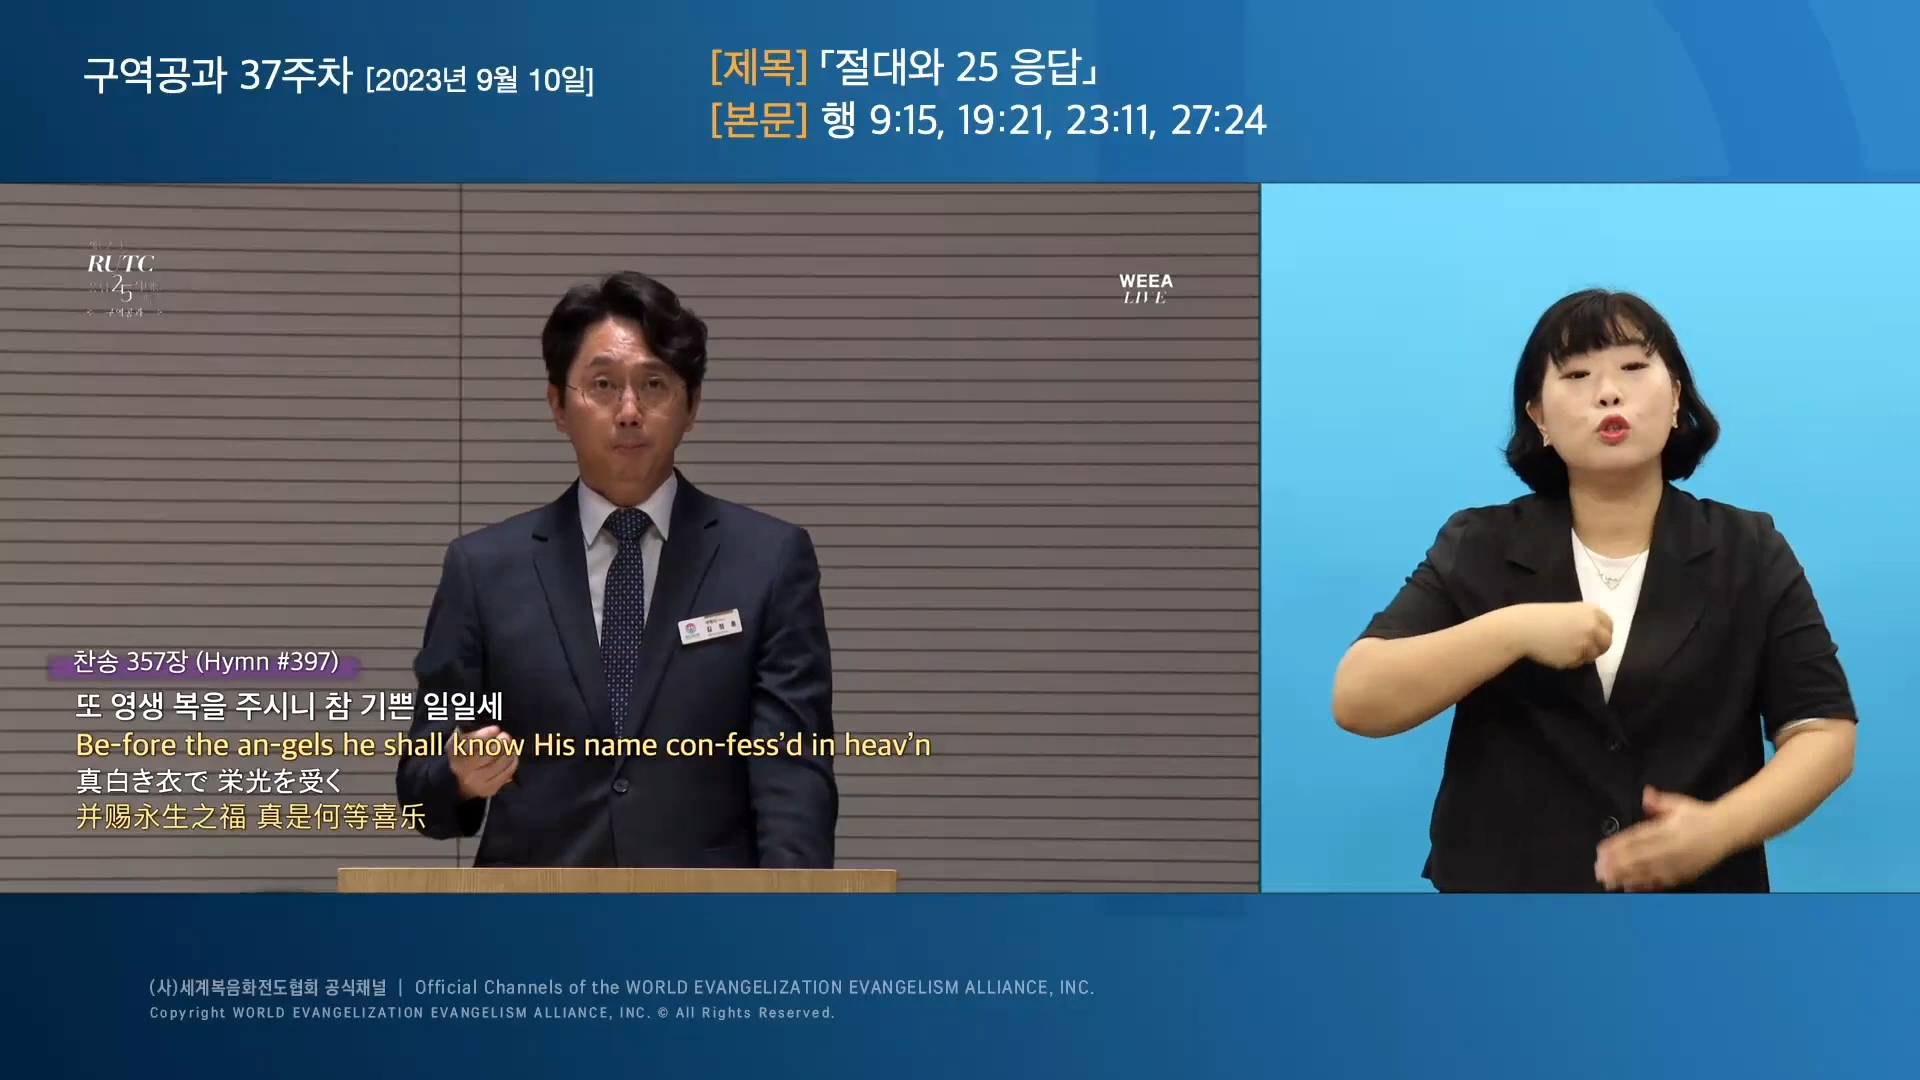 구역공과 37주차 [2023년 9월 10일]
[제목] 「절대와 25 응답」
[본문] 행 9:15, 19:21, 23:11, 27:24
RUTC
25
구역공과
WEEA
LIVE
찬송 357장 (Hymn #397)
또 영생 복을 주시니 참 기쁜 일일세
Be-fore the an-gels he shall know His name con-fess’d in heav’n
真白き衣で 栄光を受く
并赐永生之福 真是何等喜乐
(사)세계복음화전도협회 공식채널 | Official Channels of the WORLD EVANGELIZATION EVANGELISM ALLIANCE, INC.
Copyright WORLD EVANGELIZATION EVANGELISM ALLIANCE, INC. © All Rights Reserved.